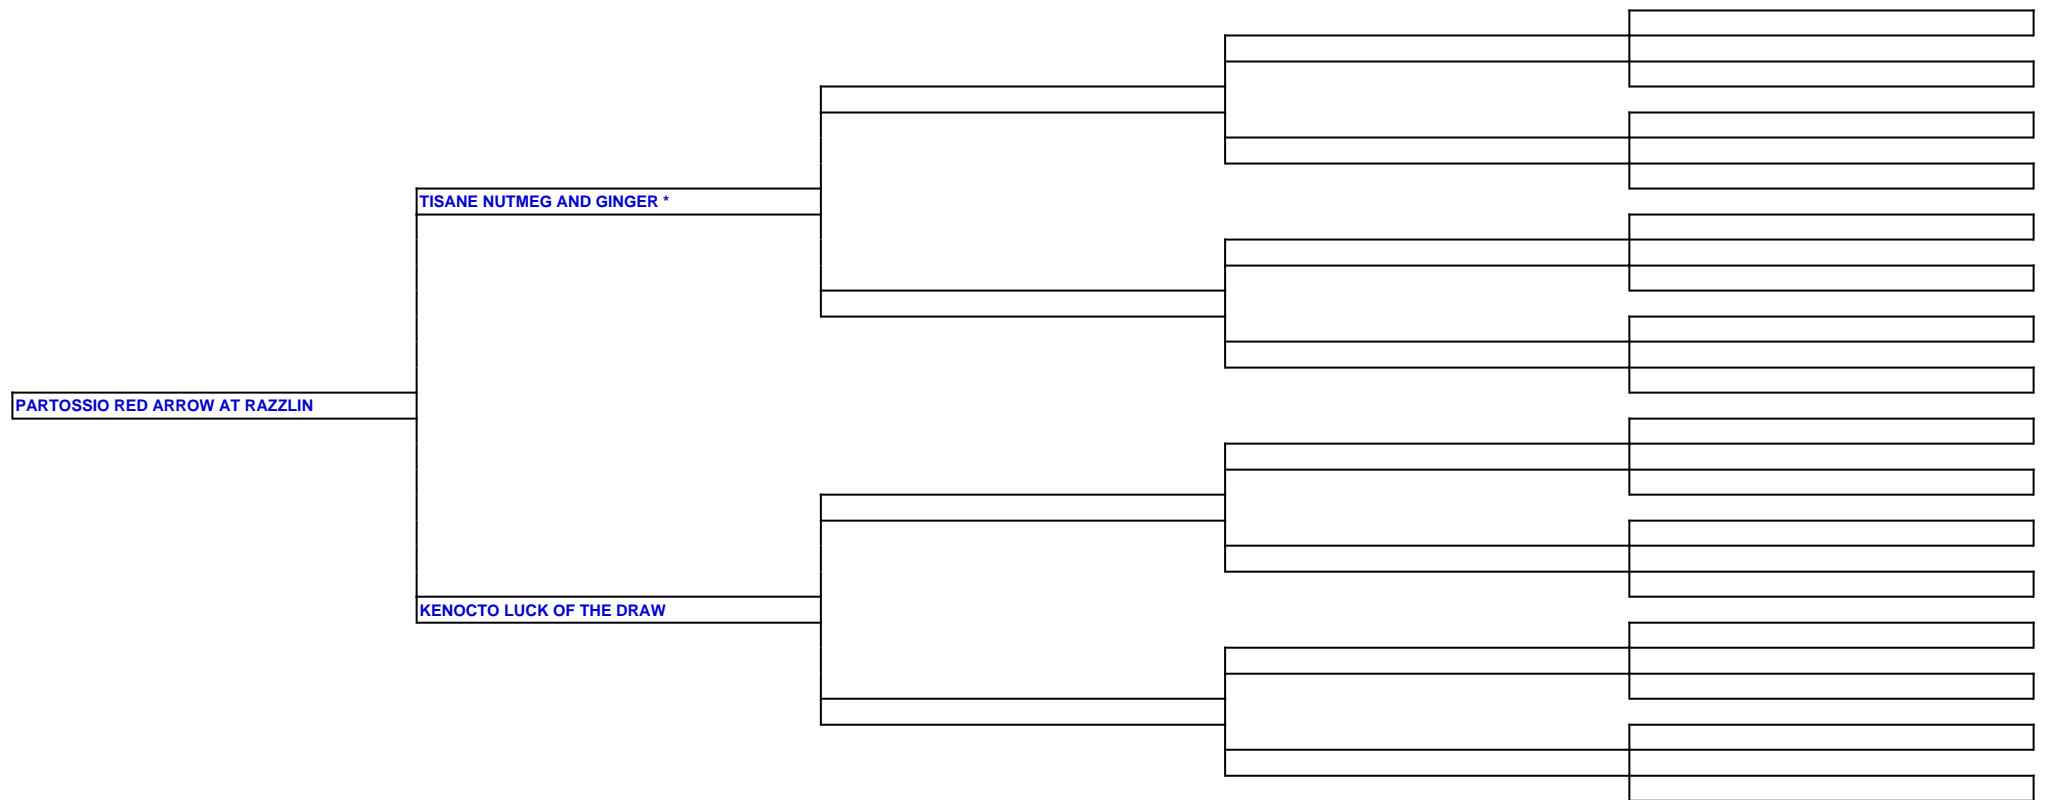 TISANE NUTMEG AND GINGER *
PARTOSSIO RED ARROW AT RAZZLIN
KENOCTO LUCK OF THE DRAW